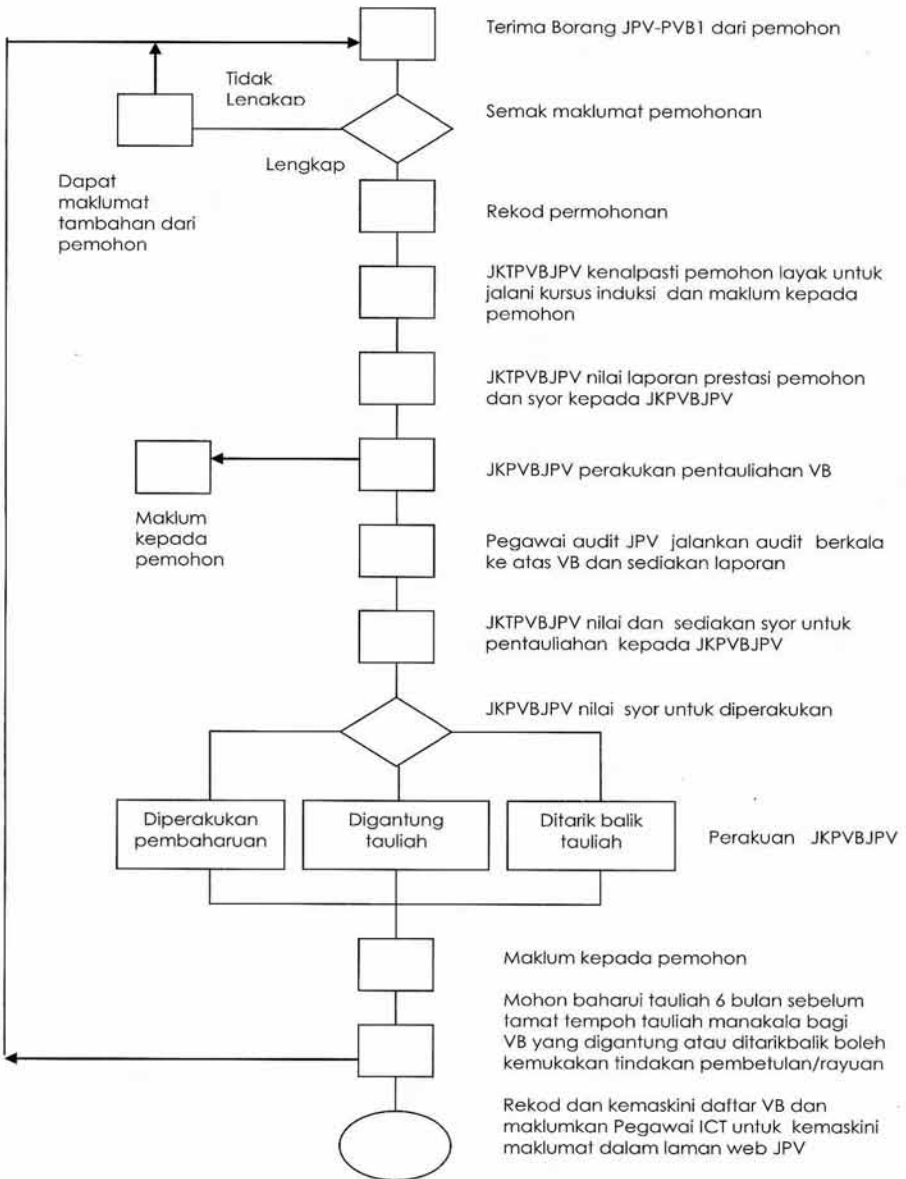 Terima Borang JPV-PVB1 dari pemohon
Tidak
Lengkap
Semak maklumat pemohonan
Lengkap
Dapat
maklumat
tambahan dari
pemohon
Rekod permohonan
JKTPVBJPV kenalpasti pemohon layak untuk
jalani kursus induksi dan maklum kepada
pemohon
JKTPVBJPV nilai laporan prestasi pemohon
dan syor kepada JKPVBJPV
JKPVBJPV perakukan pentauliahan VB
Maklum
kepada
pemohon
Pegawai audit JPV jalankan audit berkala
ke atas VB dan sediakan laporan
JKTPVBJPV nilai dan sediakan syor untuk
pentauliahan kepada JKPVBJPV
JKPVBJPV nilai syor untuk diperakukan
Diperakukan
pembaharuan
Digantung
tauliah
Ditarik balik
tauliah
Perakuan JKPVBJPV
Maklum kepada pemohon
Mohon baharui tauliah 6 bulan sebelum
tamat tempoh tauliah manakala bagi
VB yang digantung atau ditarikbalik boleh
kemukakan tindakan pembetulan/rayuan
Rekod dan kemaskini daftar VB dan
maklumkan Pegawai ICT untuk kemaskini
maklumat dalam laman web JPV